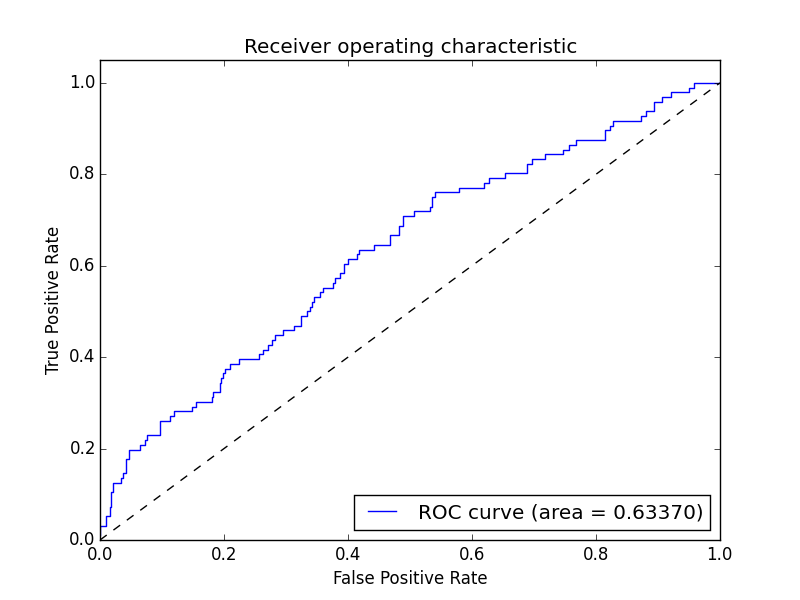 Receiver operating characteristic
True Positive Rate
1.0
0.8
0.6
0.4
0.2
0.0
ROC curve (area = 0.63370)
0.0 0.2 0.4 0.6 0.8 1.0
False Positive Rate